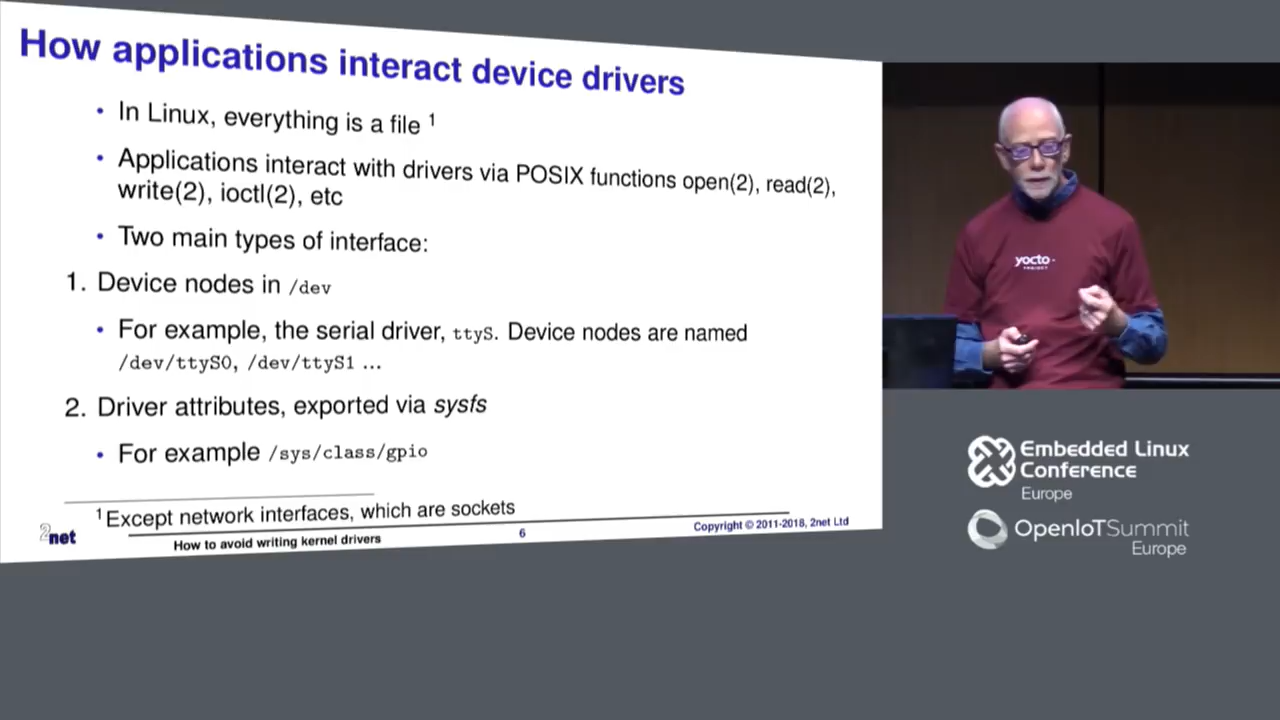 How applications interact device drivers
• In Linux, everything is a file 1
• Applications interact with drivers via POSIX functions open(2), read(2),
write(2), ioctl(2), etc
• Two main types of interface:
1. Device nodes in /dev
• For example, the serial driver, ttyS. Device nodes are named
/dev/ttyS0, /dev/ttyS1 ...
2. Driver attributes, exported via sysfs
• For example /sys/class/gpio
1 Except network interfaces, which are sockets
2net
How to avoid writing kernel drivers
6
Copyright © 2011-2018, 2net Ltd
yocto
PROJECT
Embedded Linux
Conference
Europe
OpenIoTSummit
Europe